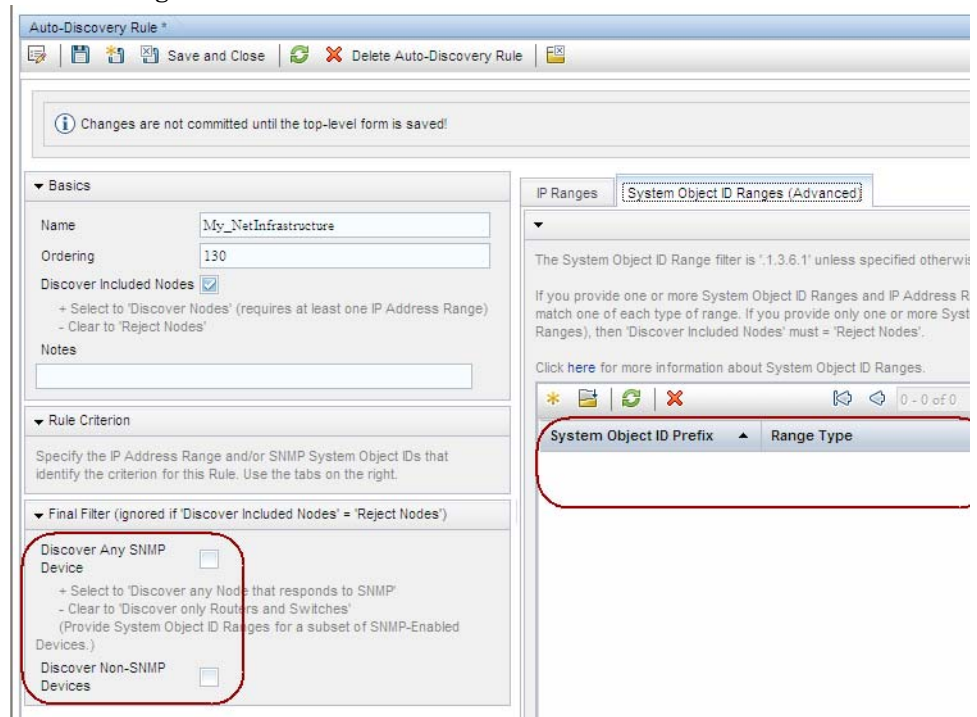 Auto-Discovery Rule *
Save and Close Delete Auto-Discovery Rule
Changes are not committed until the top-level form is saved!
Basics
Name My_NetInfrastructure
Ordering 130
Discover Included Nodes
+ Select to 'Discover Nodes' (requires at least one IP Address Range)
- Clear to 'Reject Nodes'
Notes
Rule Criterion
Specify the IP Address Range and/or SNMP System Object IDs that
identify the criterion for this Rule. Use the tabs on the right.
Final Filter (ignored if 'Discover Included Nodes' = 'Reject Nodes')
Discover Any SNMP
Device
+ Select to 'Discover any Node that responds to SNMP'
- Clear to 'Discover only Routers and Switches'
(Provide System Object ID Ranges for a subset of SNMP-Enabled
Devices.)
Discover Non-SNMP
Devices
IP Ranges System Object ID Ranges (Advanced)
The System Object ID Range filter is '.1.3.6.1' unless specified otherwis
If you provide one or more System Object ID Ranges and IP Address R
match one of each type of range. If you provide only one or more Syst
Ranges), then 'Discover Included Nodes' must = 'Reject Nodes'.
Click here for more information about System Object ID Ranges.
0 - 0 of 0
System Object ID Prefix Range Type